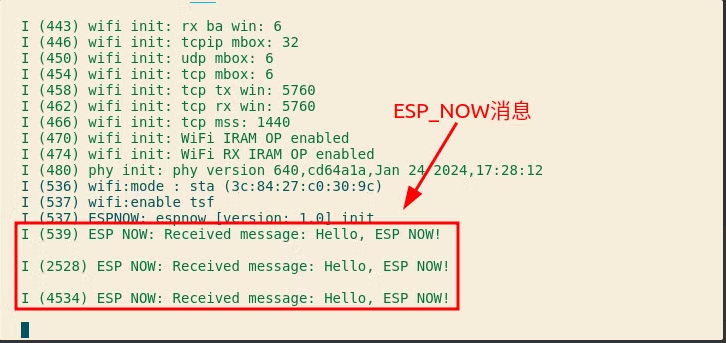 I (443) wifi init: rx ba win: 6
I (446) wifi init: tcpip mbox: 32
I (450) wifi init: udp mbox: 6
I (454) wifi init: tcp mbox: 6
I (458) wifi init: tcp tx win: 5760
I (462) wifi init: tcp rx win: 5760
I (466) wifi init: tcp mss: 1440
ESP_NOW消息
I (470) wifi init: WiFi IRAM OP enabled
I (474) wifi init: WiFi RX IRAM OP enabled
I (480) phy init: phy version 640,cd64a1a,Jan 24 2024,17:28:12
I (536) wifi:mode : sta (3c:84:27:c0:30:9c)
I (537) wifi:enable tsf
I (537) ESPNOW: espnow [version: 1.0] init
I (539) ESP NOW: Received message: Hello, ESP NOW!
I (2528) ESP NOW: Received message: Hello, ESP NOW!
I (4534) ESP NOW: Received message: Hello, ESP NOW!